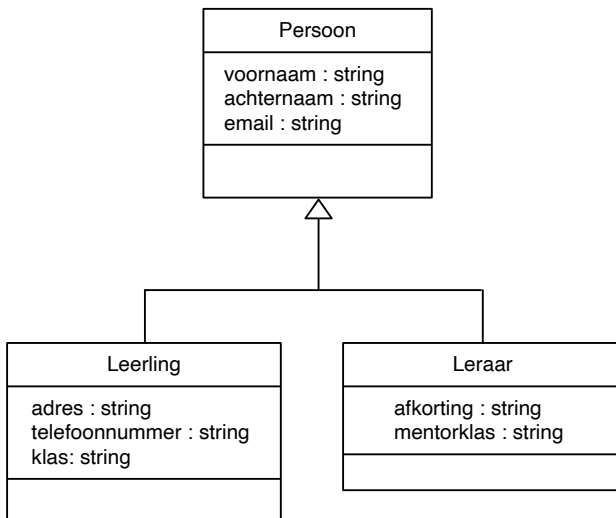 Persoon
voornaam : string
achternaam : string
email : string
Leerling
adres : string
telefoonnummer : string
klas: string
Leraar
afkorting : string
mentorklas : string